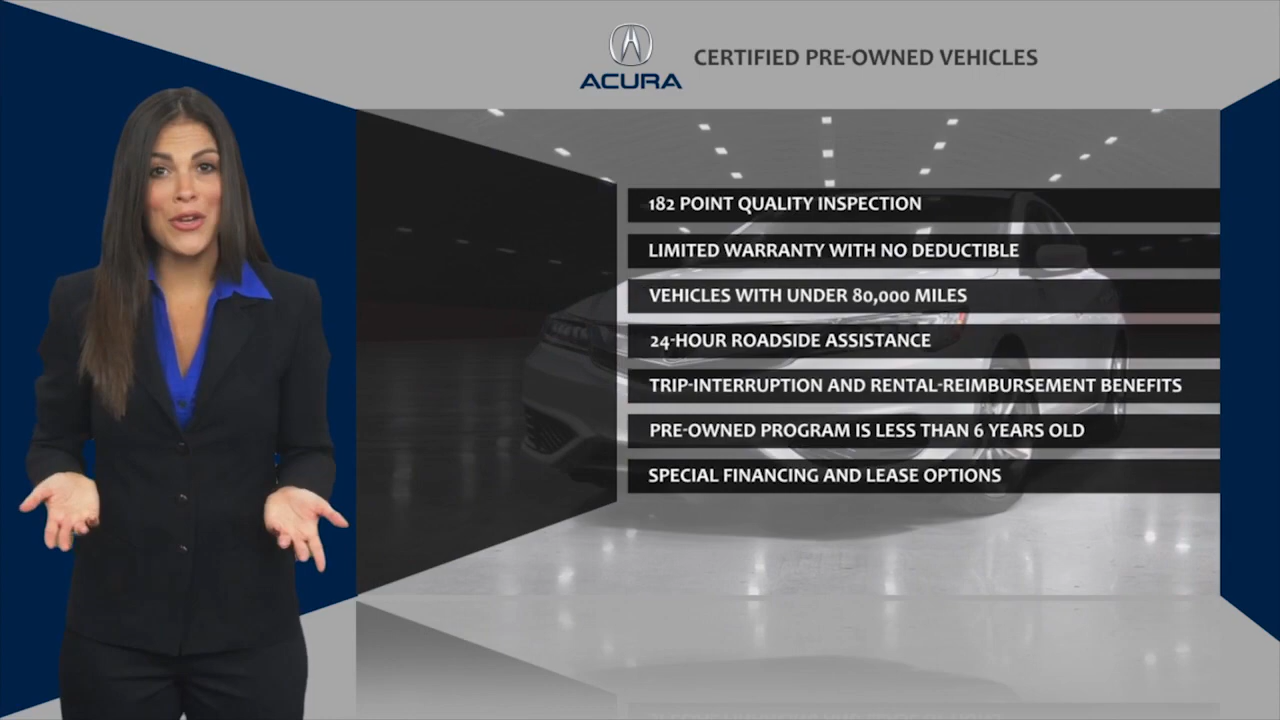 ACURA
CERTIFIED PRE-OWNED VEHICLES
182 POINT QUALITY INSPECTION
LIMITED WARRANTY WITH NO DEDUCTIBLE
VEHICLES WITH UNDER 80,000 MILES
24-HOUR ROADSIDE ASSISTANCE
TRIP-INTERRUPTION AND RENTAL-REIMBURSEMENT BENEFITS
PRE-OWNED PROGRAM IS LESS THAN 6 YEARS OLD
SPECIAL FINANCING AND LEASE OPTIONS